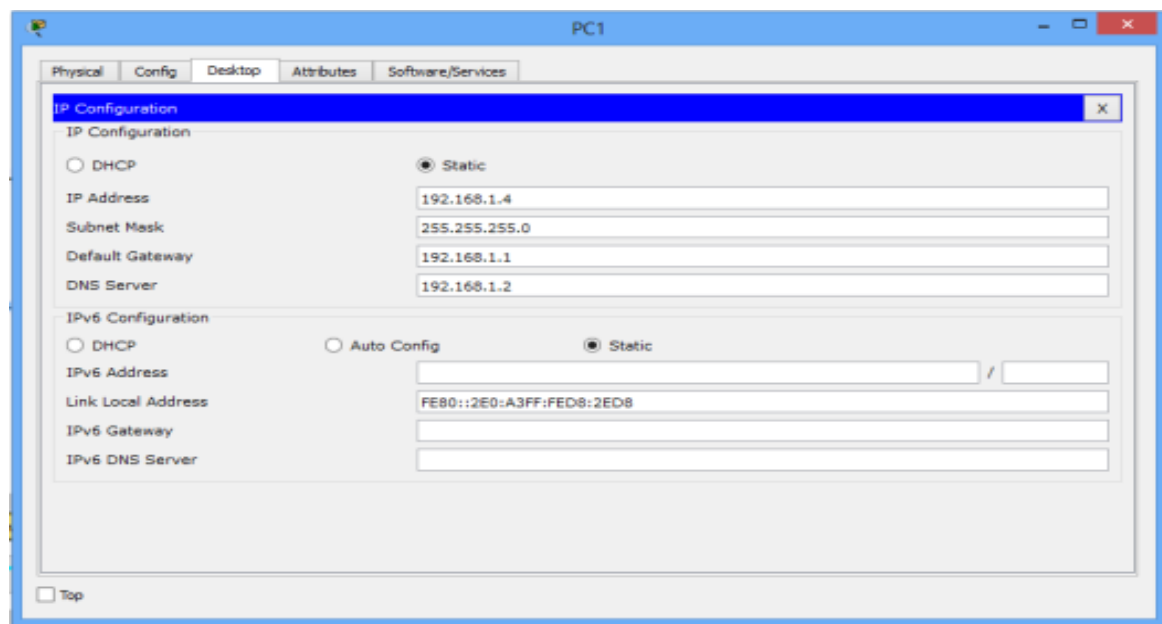 PC1
Physical Config Desktop Attributes Software/Services
IP Configuration X
IP Configuration
DHCP Static
IP Address 192.168.1.4
Subnet Mask 255.255.255.0
Default Gateway 192.168.1.1
DNS Server 192.168.1.2
IPv6 Configuration
DHCP Auto Config Static
IPv6 Address /
Link Local Address FE80::2E0:A3FF:FED8:2ED8
IPv6 Gateway
IPv6 DNS Server
Top